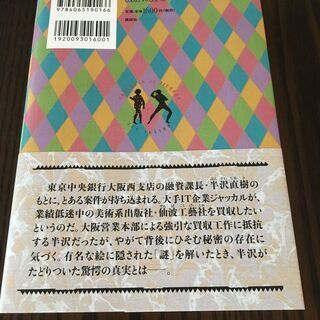 9784065190166
1920093016001
定価:本体1600円(税別)
講談社
東京中央銀行大阪西支店の融資課長・半沢直樹の
もとに、とある案件が持ち込まれる。大手IT企業ジャッカルが、
業績低迷中の美術系出版社・仙波工藝社を買収したい
というのだ。大阪営業本部による強引な買収工作に抵抗
する半沢だったが、やがて背後にひそむ秘密の存在に
気づく。有名な絵に隠された「謎」を解いたとき、半沢が
たどりついた驚愕の真実とは――。